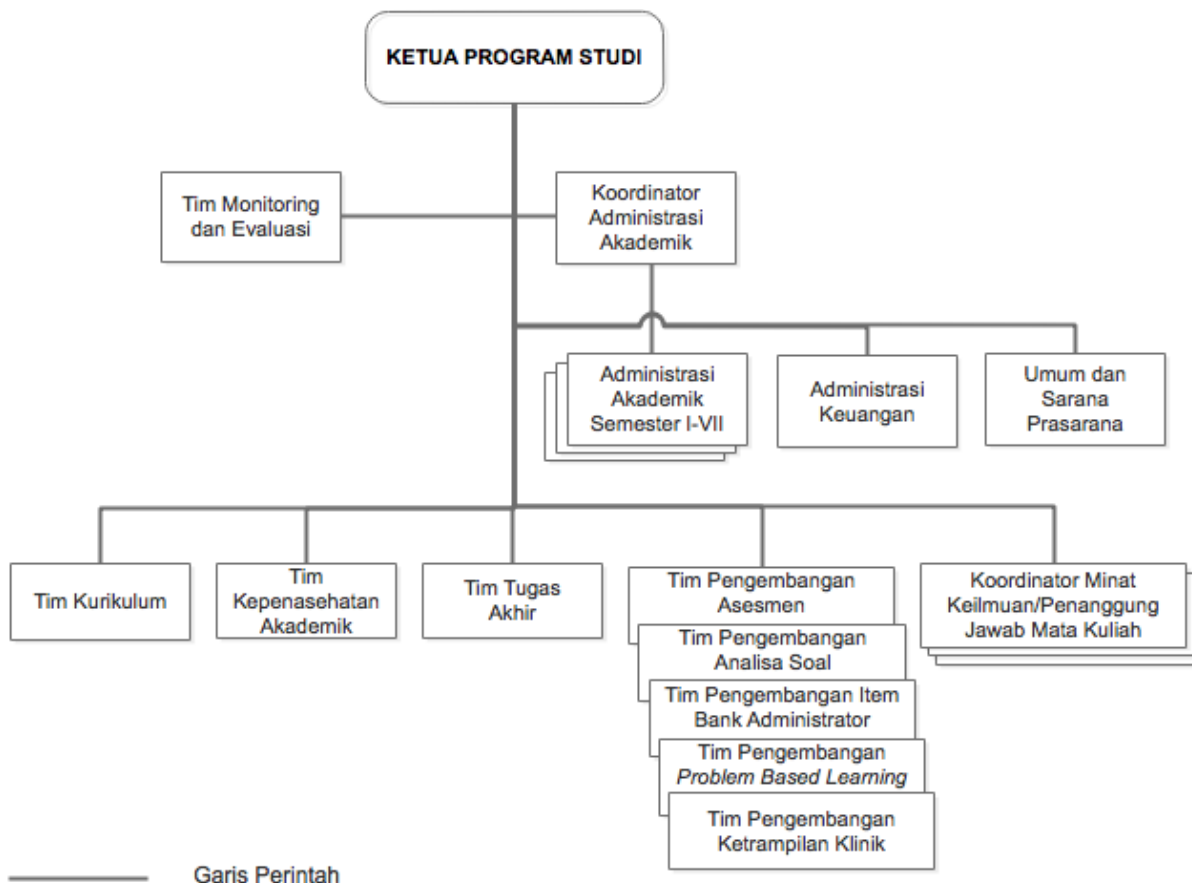 KETUA PROGRAM STUDI
Tim Monitoring
dan Evaluasi
Koordinator
Administrasi
Akademik
Administrasi
Akademik
Semester I-VII
Administrasi
Keuangan
Umum dan
Sarana
Prasarana
Tim Kurikulum
Tim
Kepenasehatan
Akademik
Tim Tugas
Akhir
Tim Pengembangan
Asesmen
Tim Pengembangan
Analisa Soal
Tim Pengembangan Item
Bank Administrator
Tim Pengembangan
Problem Based Learning
Tim Pengembangan
Ketrampilan Klinik
Koordinator Minat
Keilmuan/Penanggung
Jawab Mata Kuliah
Garis Perintah